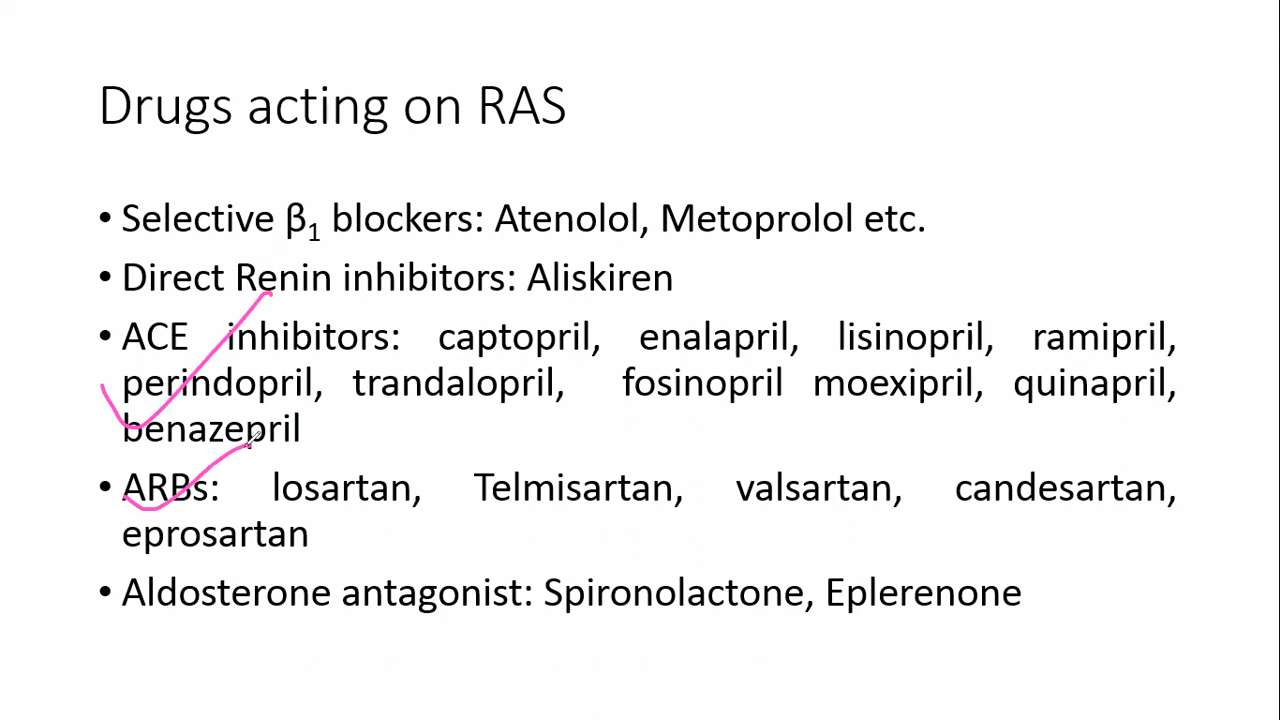 Drugs acting on RAS
• Selective β₁ blockers: Atenolol, Metoprolol etc.
• Direct Renin inhibitors: Aliskiren
• ACE inhibitors: captopril, enalapril, lisinopril, ramipril,
perindopril, trandalopril, fosinopril moexipril, quinapril,
benazepril
• ARBs: losartan, Telmisartan, valsartan, candesartan,
eprosartan
• Aldosterone antagonist: Spironolactone, Eplerenone